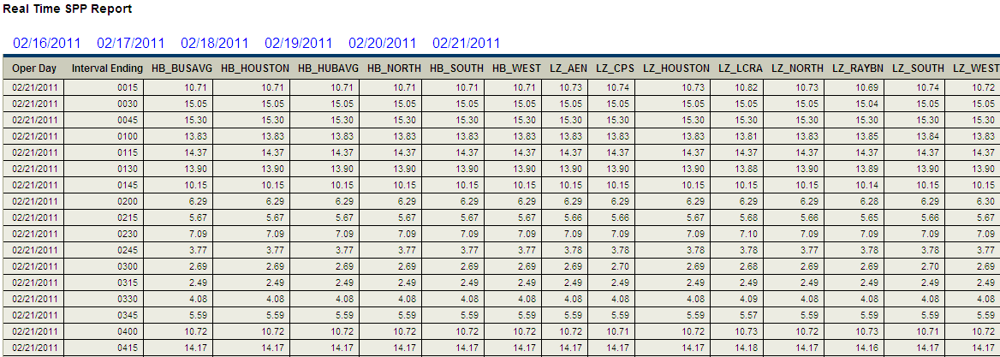 Real Time SPP Report
02/16/2011 02/17/2011 02/18/2011 02/19/2011 02/20/2011 02/21/2011
Oper Day Interval Ending HB_BUSAVG HB_HOUSTON HB_HUBAVG HB_NORTH HB_SOUTH HB_WEST LZ_AEN LZ_CPS LZ_HOUSTON LZ_LCRA LZ_NORTH LZ_RAYBN LZ_SOUTH LZ_WEST
02/21/2011 0015 10.71 10.71 10.71 10.71 10.71 10.71 10.73 10.74 10.73 10.82 10.73 10.69 10.74 10.72
02/21/2011 0030 15.05 15.05 15.05 15.05 15.05 15.05 15.05 15.05 15.05 15.05 15.05 15.04 15.05 15.05
02/21/2011 0045 15.30 15.30 15.30 15.30 15.30 15.30 15.30 15.30 15.30 15.30 15.30 15.30 15.30 15.30
02/21/2011 0100 13.83 13.83 13.83 13.83 13.83 13.83 13.83 13.83 13.83 13.81 13.83 13.85 13.84 13.83
02/21/2011 0115 14.37 14.37 14.37 14.37 14.37 14.37 14.37 14.37 14.37 14.37 14.37 14.37 14.37 14.37
02/21/2011 0130 13.90 13.90 13.90 13.90 13.90 13.90 13.90 13.90 13.90 13.88 13.90 13.89 13.90 13.90
02/21/2011 0145 10.15 10.15 10.15 10.15 10.15 10.15 10.15 10.15 10.15 10.15 10.15 10.14 10.15 10.15
02/21/2011 0200 6.29 6.29 6.29 6.29 6.29 6.29 6.29 6.29 6.29 6.29 6.29 6.28 6.29 6.30
02/21/2011 0215 5.67 5.67 5.67 5.67 5.67 5.67 5.66 5.66 5.67 5.68 5.66 5.65 5.66 5.67
02/21/2011 0230 7.09 7.09 7.09 7.09 7.09 7.09 7.09 7.09 7.09 7.10 7.09 7.09 7.09 7.09
02/21/2011 0245 3.77 3.77 3.77 3.77 3.77 3.77 3.78 3.78 3.78 3.78 3.77 3.78 3.78 3.77
02/21/2011 0300 2.69 2.69 2.69 2.69 2.69 2.69 2.69 2.70 2.69 2.68 2.69 2.69 2.70 2.69
02/21/2011 0315 2.49 2.49 2.49 2.49 2.49 2.49 2.49 2.49 2.49 2.49 2.49 2.49 2.49 2.49
02/21/2011 0330 4.08 4.08 4.08 4.08 4.08 4.08 4.08 4.08 4.08 4.09 4.08 4.08 4.08 4.08
02/21/2011 0345 5.59 5.59 5.59 5.59 5.59 5.59 5.59 5.59 5.59 5.57 5.59 5.59 5.59 5.59
02/21/2011 0400 10.72 10.72 10.72 10.72 10.72 10.72 10.72 10.71 10.72 10.73 10.72 10.73 10.71 10.72
02/21/2011 0415 14.17 14.17 14.17 14.17 14.17 14.17 14.17 14.17 14.17 14.18 14.17 14.16 14.17 14.17